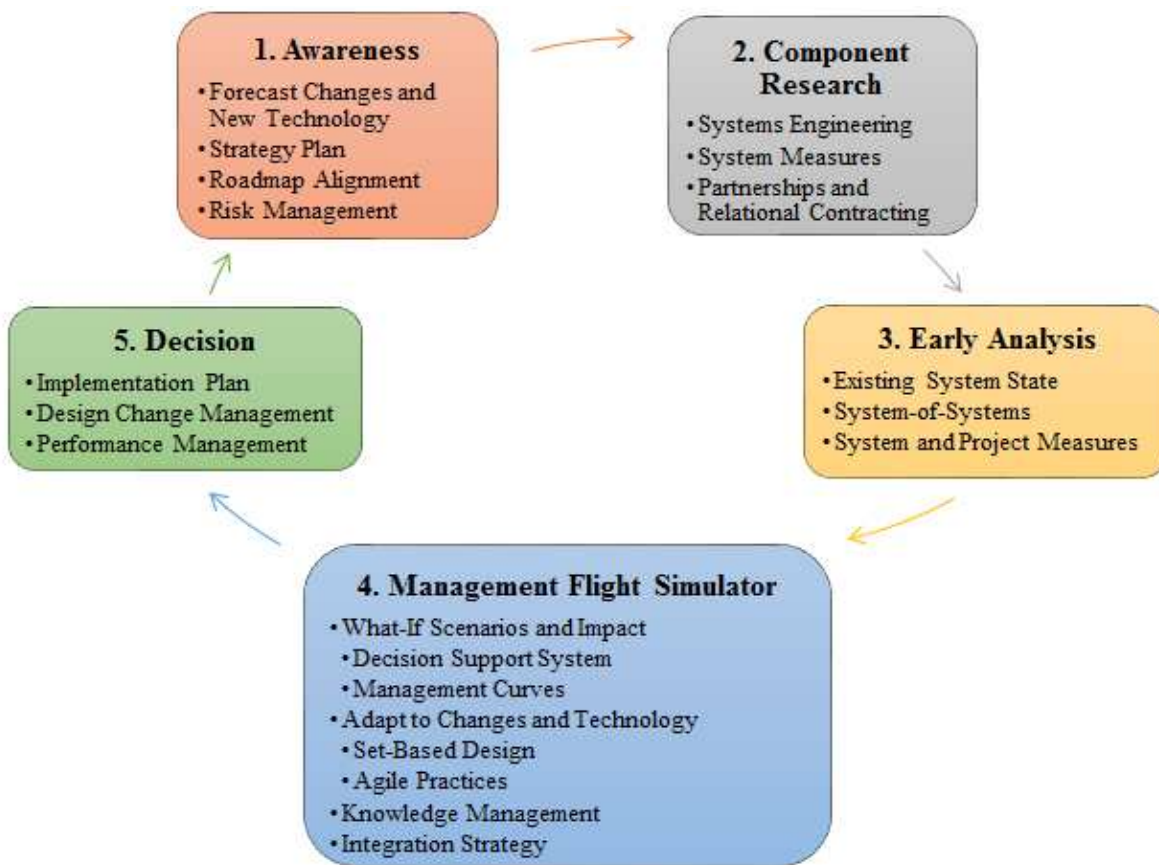 1. Awareness
•Forecast Changes and
New Technology
•Strategy Plan
•Roadmap Alignment
•Risk Management
2. Component
Research
•Systems Engineering
•System Measures
•Partnerships and
Relational Contracting
3. Early Analysis
•Existing System State
•System-of-Systems
•System and Project Measures
4. Management Flight Simulator
•What-If Scenarios and Impact
•Decision Support System
•Management Curves
•Adapt to Changes and Technology
•Set-Based Design
•Agile Practices
•Knowledge Management
•Integration Strategy
5. Decision
•Implementation Plan
•Design Change Management
•Performance Management